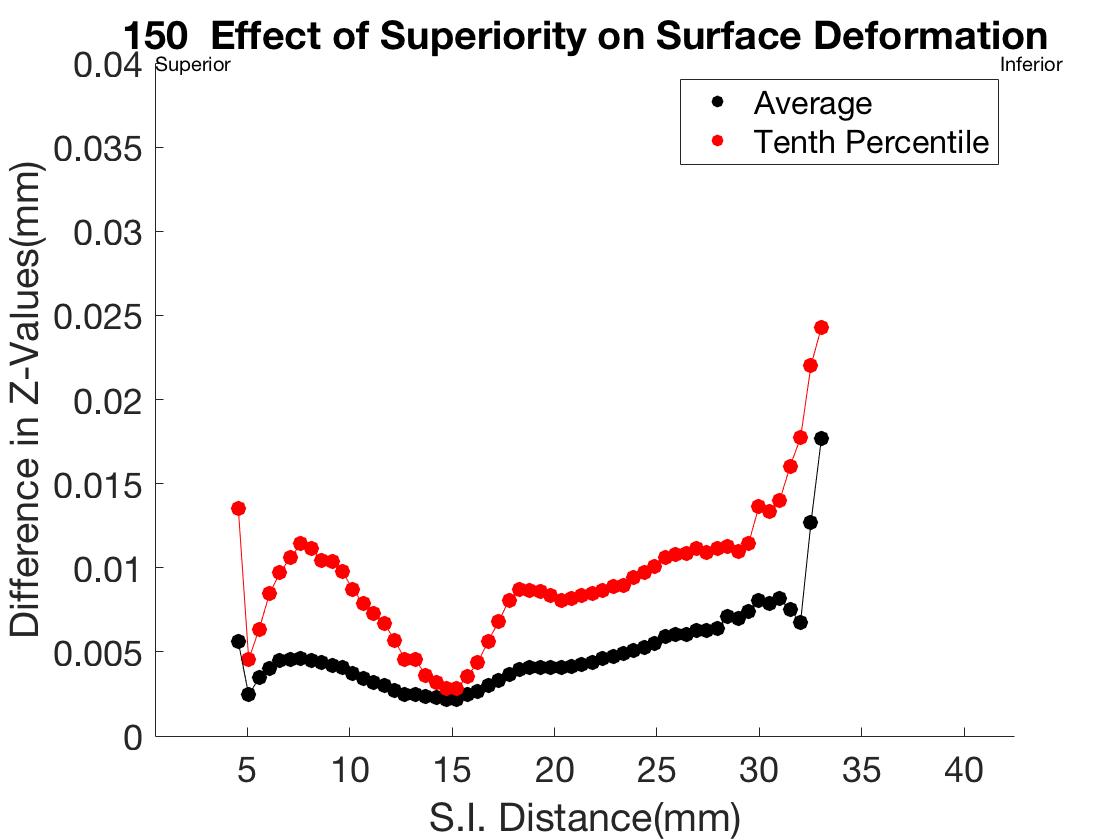 150  Effect of Superiority on Surface Deformation
Superior
Inferior
Average
Tenth Percentile
Difference in Z-Values(mm)
0.04
0.035
0.03
0.025
0.02
0.015
0.01
0.005
0
5 10 15 20 25 30 35 40
S.I. Distance(mm)